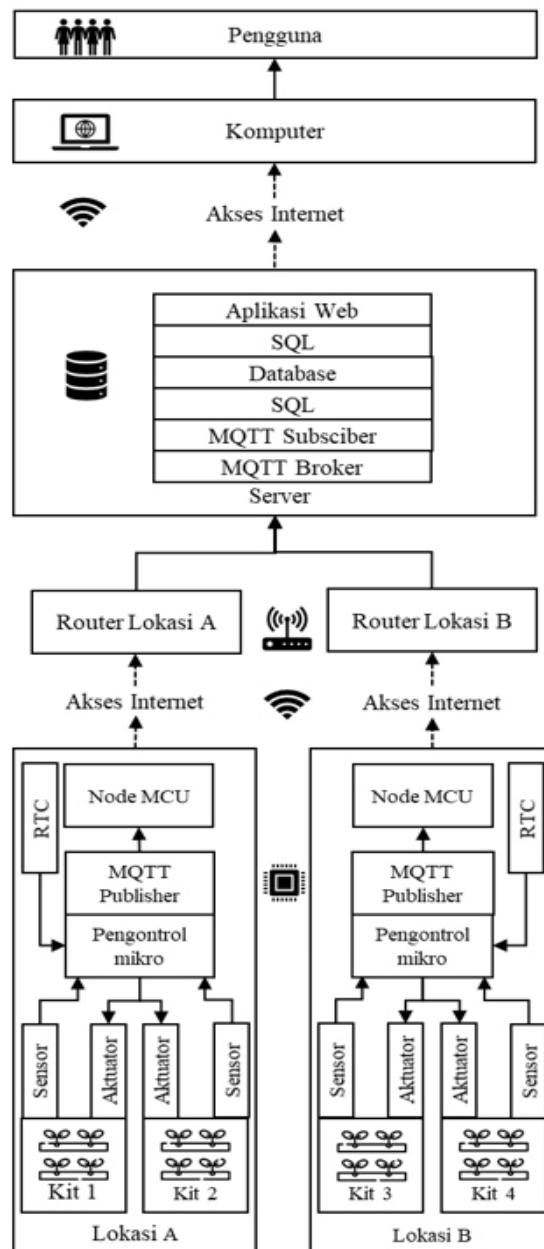 Pengguna
Komputer
Akses Internet
Aplikasi Web
SQL
Database
SQL
MQTT Subsciber
MQTT Broker
Server
Router Lokasi A
Router Lokasi B
Akses Internet
Akses Internet
RTC
Node MCU
MQTT
Publisher
Pengontrol
mikro
Sensor
Aktuator
Aktuator
Sensor
Kit 1
Kit 2
Lokasi A
Node MCU
RTC
MQTT
Publisher
Pengontrol
mikro
Sensor
Aktuator
Aktuator
Sensor
Kit 3
Kit 4
Lokasi B